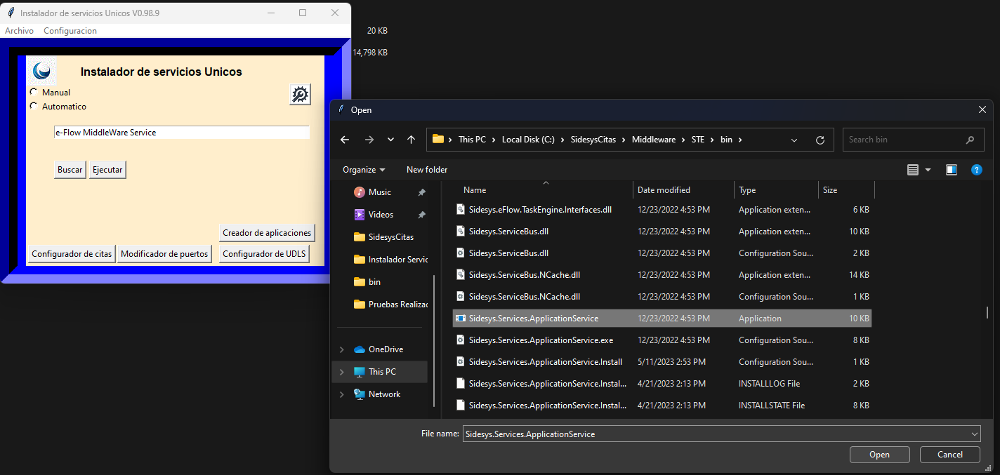 Instalador de servicios Unicos V0.98.9
Archivo Configuracion
20 KB
14,798 KB
Instalador de servicios Unicos
Manual
Automatico
e-Flow MiddleWare Service
Buscar Ejecutar
Creador de aplicaciones
Configurador de citas Modificador de puertos Configurador de UDLS
Open
This PC > Local Disk (C:) > SidesysCitas > Middleware > STE > bin >
Search bin
Organize New folder
Music
Videos
SidesysCitas
Instalador Servic
bin
Pruebas Realizac
OneDrive
This PC
Network
Name Date modified Type Size
Sidesys.eFlow.TaskEngine.Interfaces.dll 12/23/2022 4:53 PM Application exten... 6 KB
Sidesys.ServiceBus.dll 12/23/2022 4:53 PM Application exten... 10 KB
Sidesys.ServiceBus.dll 12/23/2022 4:53 PM Configuration Sou... 2 KB
Sidesys.ServiceBus.NCache.dll 12/23/2022 4:53 PM Application exten... 14 KB
Sidesys.ServiceBus.NCache.dll 12/23/2022 4:53 PM Configuration Sou... 1 KB
Sidesys.Services.ApplicationService 12/23/2022 4:53 PM Application 10 KB
Sidesys.Services.ApplicationService.exe 12/23/2022 4:53 PM Configuration Sou... 8 KB
Sidesys.Services.ApplicationService.Install 5/11/2023 2:53 PM Configuration Sou... 1 KB
Sidesys.Services.ApplicationService.Instal... 4/21/2023 2:13 PM INSTALLLOG File 2 KB
Sidesys.Services.ApplicationService.Instal... 4/21/2023 2:13 PM INSTALLSTATE File 8 KB
File name: Sidesys.Services.ApplicationService
Open Cancel